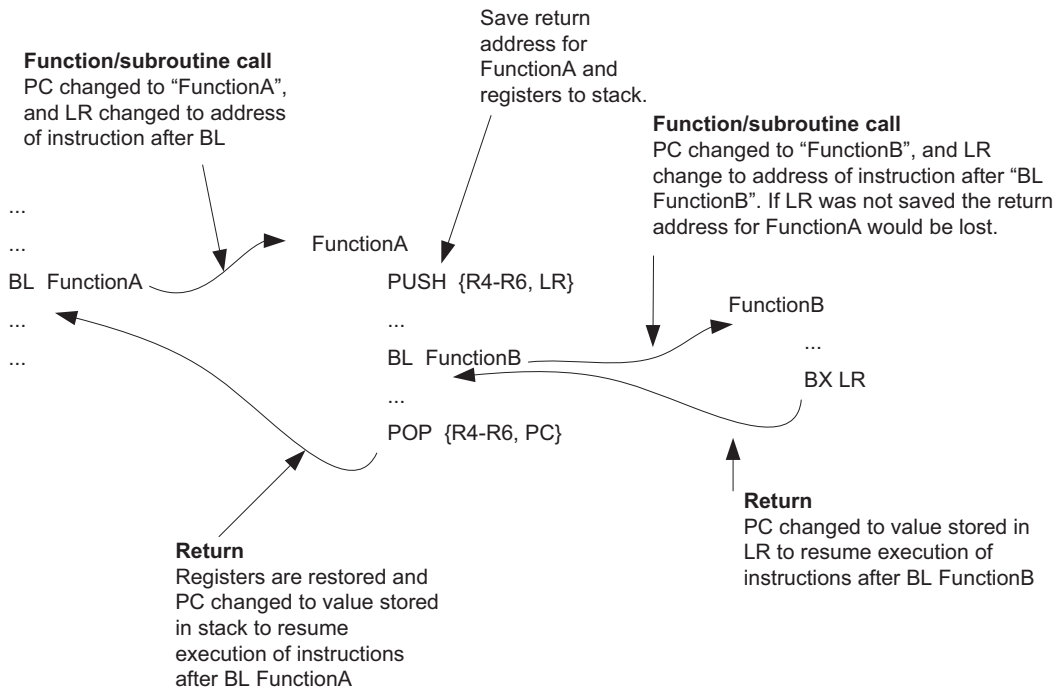 Save return
address for
FunctionA and
registers to stack.
Function/subroutine call
PC changed to “FunctionA”,
and LR changed to address
of instruction after BL
Function/subroutine call
PC changed to “FunctionB”, and LR
change to address of instruction after “BL
FunctionB”. If LR was not saved the return
address for FunctionA would be lost.
...
...
BL FunctionA
...
...
FunctionA
PUSH {R4-R6, LR}
...
BL FunctionB
...
POP {R4-R6, PC}
FunctionB
...
BX LR
Return
Registers are restored and
PC changed to value stored
in stack to resume
execution of instructions
after BL FunctionA
Return
PC changed to value stored in
LR to resume execution of
instructions after BL FunctionB